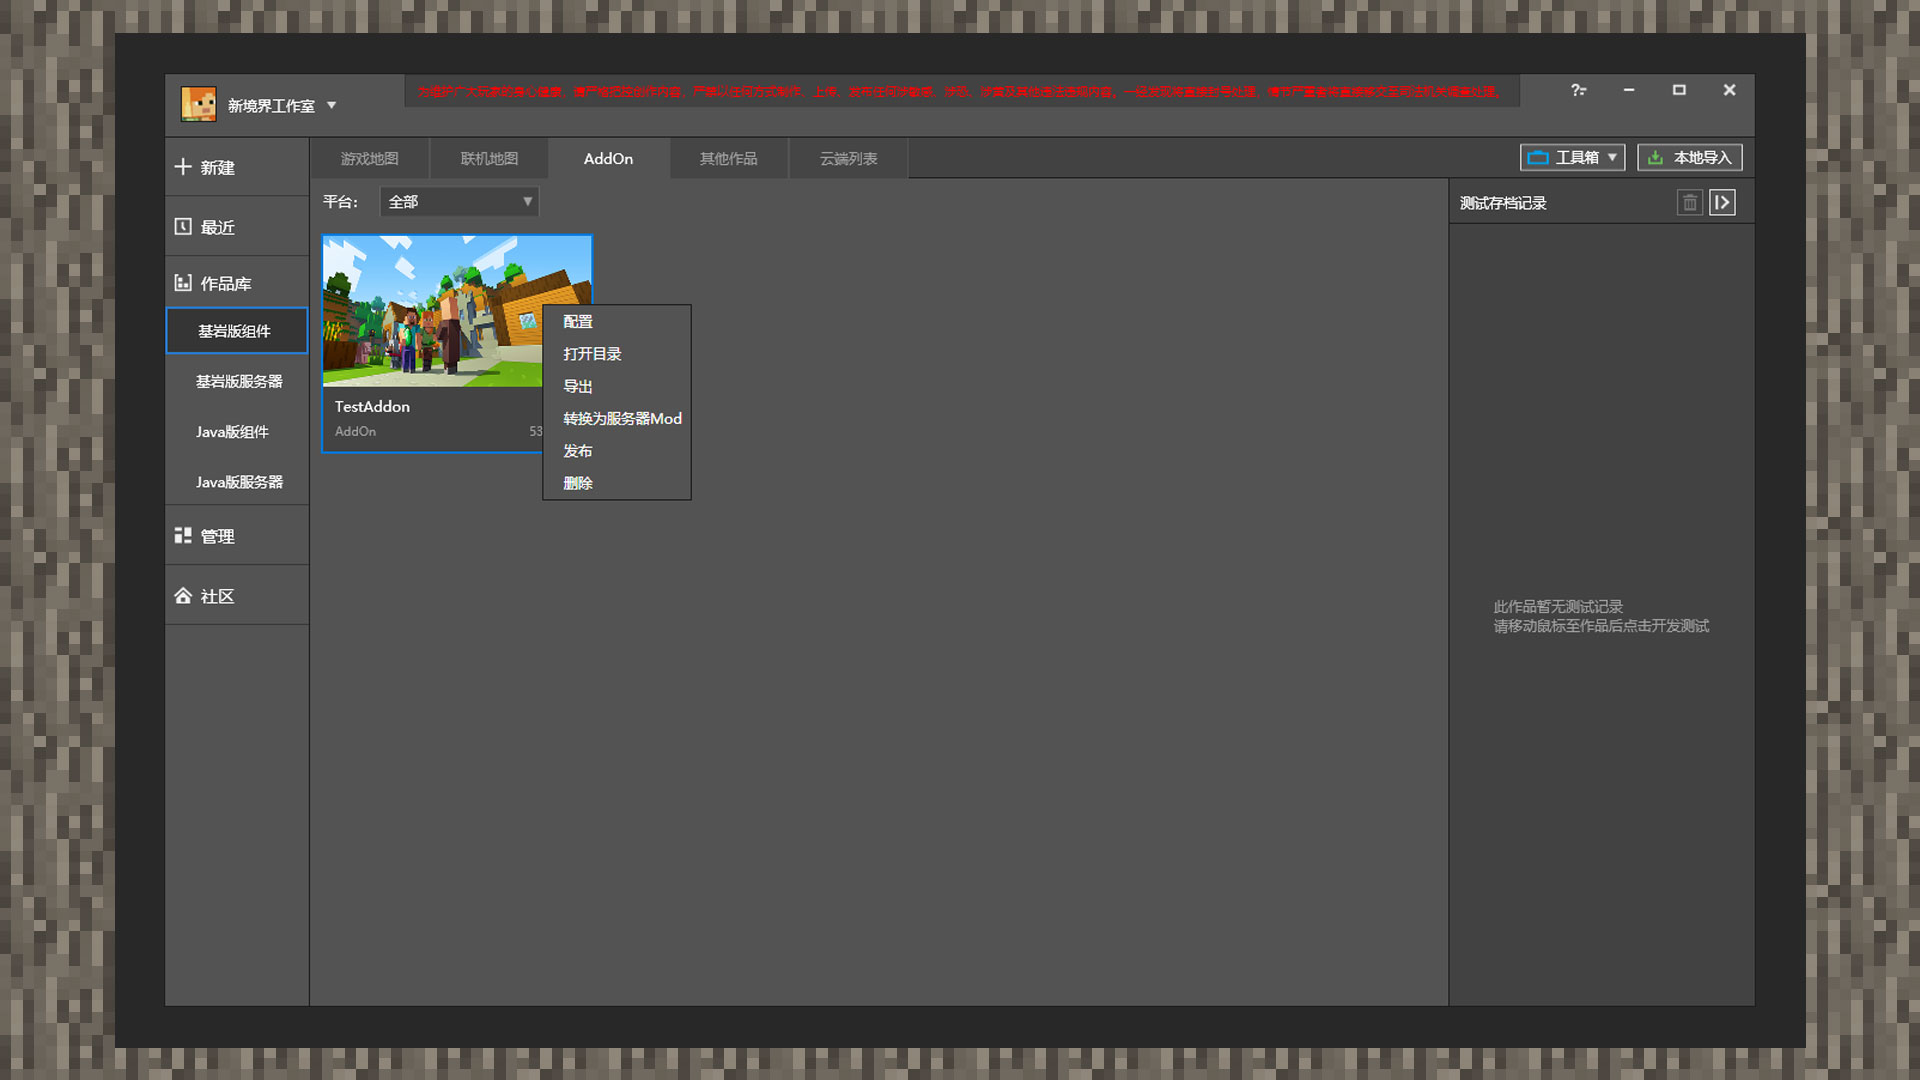 新境界工作室
为维护广大玩家的身心健康，请严格把控创作内容，严禁以任何方式制作、上传、发布任何涉敏感、涉恐、涉黄及其他违法违规内容，一经发现将直接封号处理，情节严重者将直接移交至司法机关调查处理。
?
新建
游戏地图
联机地图
AddOn
其他作品
云端列表
工具箱
本地导入
平台:
全部
测试存档记录
最近
作品库
基岩版组件
基岩版服务器
Java版组件
Java版服务器
管理
社区
TestAddon
AddOn
53
配置
打开目录
导出
转换为服务器Mod
发布
删除
此作品暂无测试记录
请移动鼠标至作品后点击开发测试